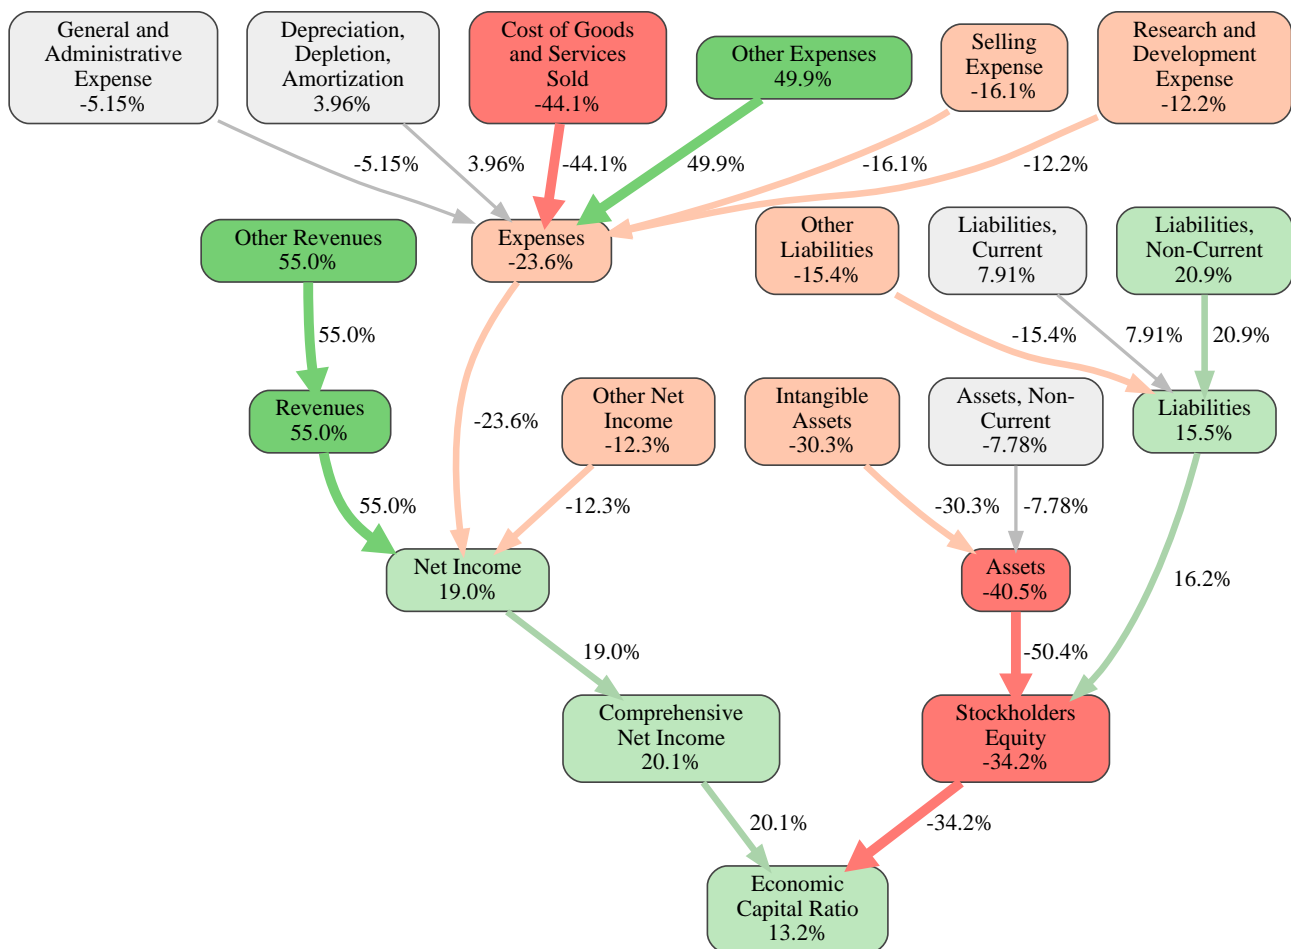 General and
Administrative
Expense
-5.15%
Depreciation,
Depletion,
Amortization
3.96%
Cost of Goods
and Services
Sold
-44.1%
Other Expenses
49.9%
Selling
Expense
-16.1%
Research and
Development
Expense
-12.2%
-5.15%
3.96%
-44.1%
49.9%
-16.1%
-12.2%
Other Revenues
55.0%
Expenses
-23.6%
Other
Liabilities
-15.4%
Liabilities,
Current
7.91%
Liabilities,
Non-Current
20.9%
55.0%
-15.4%
7.91%
20.9%
Revenues
55.0%
-23.6%
Other Net
Income
-12.3%
Intangible
Assets
-30.3%
Assets, Non-
Current
-7.78%
Liabilities
15.5%
55.0%
-12.3%
-30.3%
-7.78%
Net Income
19.0%
Assets
-40.5%
16.2%
19.0%
-50.4%
Comprehensive
Net Income
20.1%
Stockholders
Equity
-34.2%
20.1%
-34.2%
Economic
Capital Ratio
13.2%